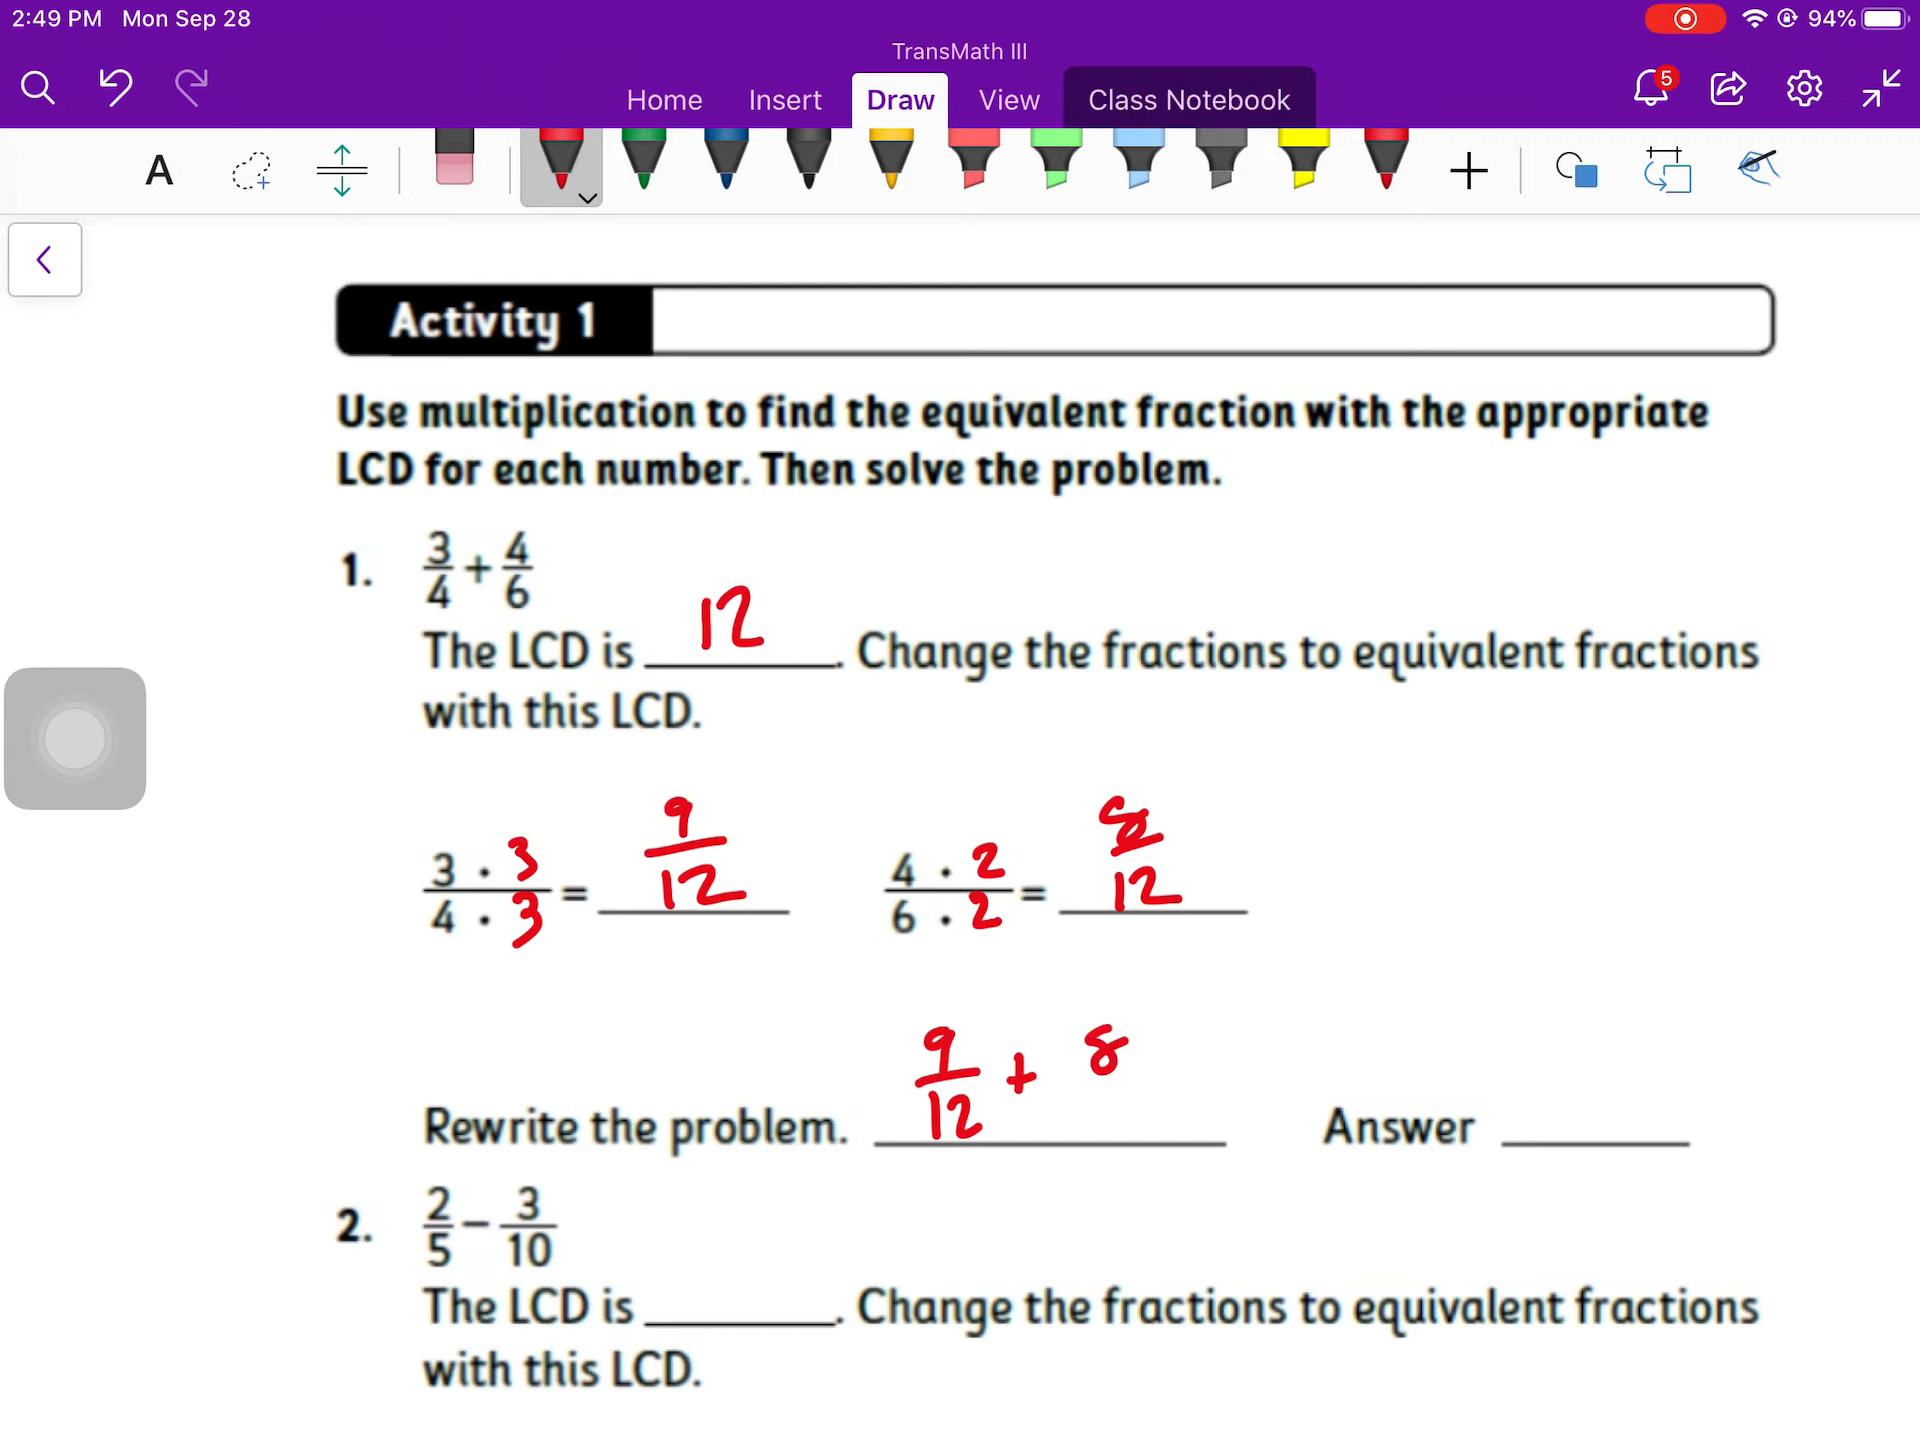 2:49 PM Mon Sep 28
94%
TransMath III
Home Insert Draw View Class Notebook
5
A
Activity 1
Use multiplication to find the equivalent fraction with the appropriate
LCD for each number. Then solve the problem.
1. 3/4 + 4/6
The LCD is 12. Change the fractions to equivalent fractions
with this LCD.
3 · 3 / 4 · 3 = 9/12 4 · 2 / 6 · 2 = 8/12
Rewrite the problem. 9/12 + 8 Answer
2. 2/5 − 3/10
The LCD is ______. Change the fractions to equivalent fractions
with this LCD.